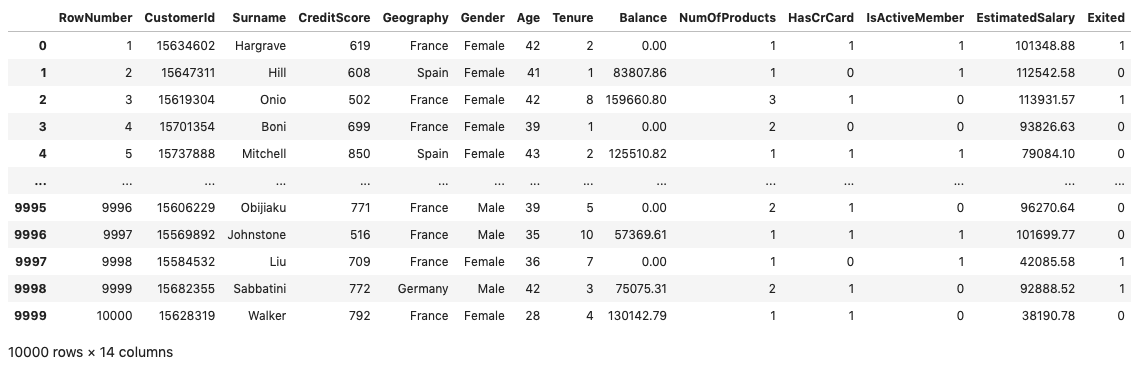 RowNumber CustomerId Surname CreditScore Geography Gender Age Tenure Balance NumOfProducts HasCrCard IsActiveMember EstimatedSalary Exited
0 1 15634602 Hargrave 619 France Female 42 2 0.00 1 1 1 101348.88 1
1 2 15647311 Hill 608 Spain Female 41 1 83807.86 1 0 1 112542.58 0
2 3 15619304 Onio 502 France Female 42 8 159660.80 3 1 0 113931.57 1
3 4 15701354 Boni 699 France Female 39 1 0.00 2 0 0 93826.63 0
4 5 15737888 Mitchell 850 Spain Female 43 2 125510.82 1 1 1 79084.10 0
... ... ... ... ... ... ... ... ... ... ... ... ... ... ...
9995 9996 15606229 Obijiaku 771 France Male 39 5 0.00 2 1 0 96270.64 0
9996 9997 15569892 Johnstone 516 France Male 35 10 57369.61 1 1 1 101699.77 0
9997 9998 15584532 Liu 709 France Female 36 7 0.00 1 0 1 42085.58 1
9998 9999 15682355 Sabbatini 772 Germany Male 42 3 75075.31 2 1 0 92888.52 1
9999 10000 15628319 Walker 792 France Female 28 4 130142.79 1 1 0 38190.78 0
10000 rows × 14 columns